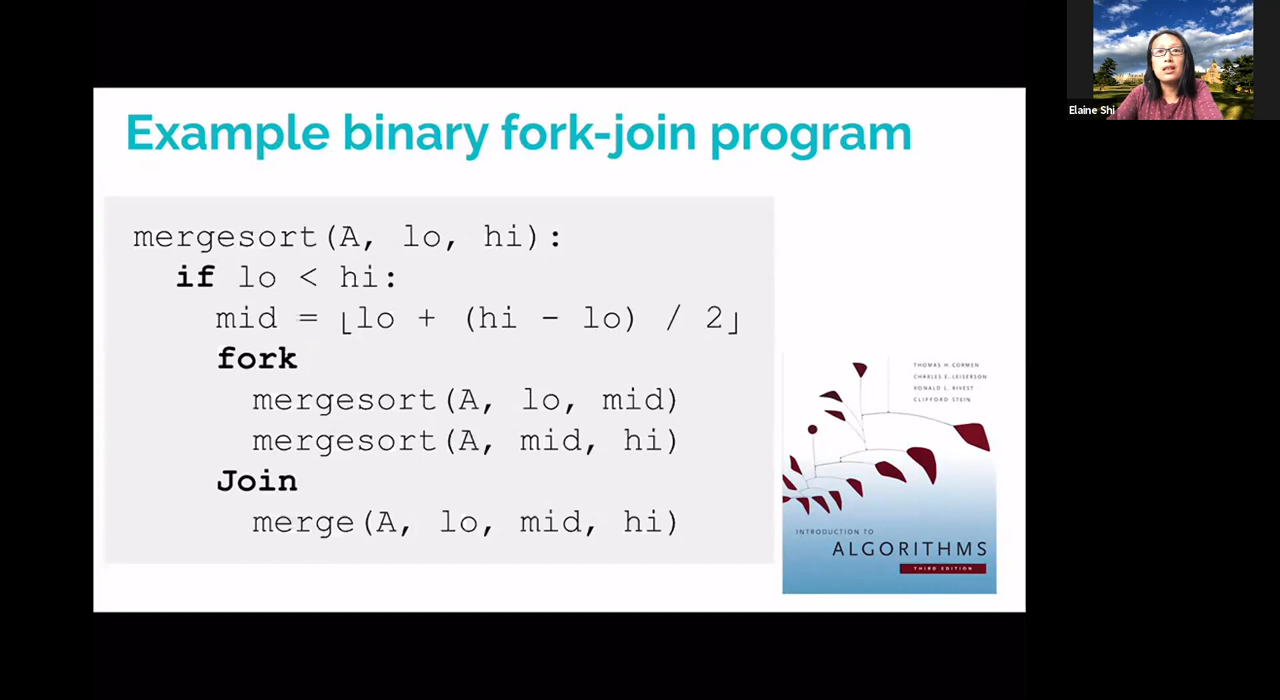 Elaine Shi
Example binary fork-join program
mergesort(A, lo, hi):
if lo < hi:
mid = ⌊lo + (hi - lo) / 2⌋
fork
mergesort(A, lo, mid)
mergesort(A, mid, hi)
Join
merge(A, lo, mid, hi)
THOMAS H. CORMEN
CHARLES E. LEISERSON
RONALD L. RIVEST
CLIFFORD STEIN
INTRODUCTION TO
ALGORITHMS
THIRD EDITION